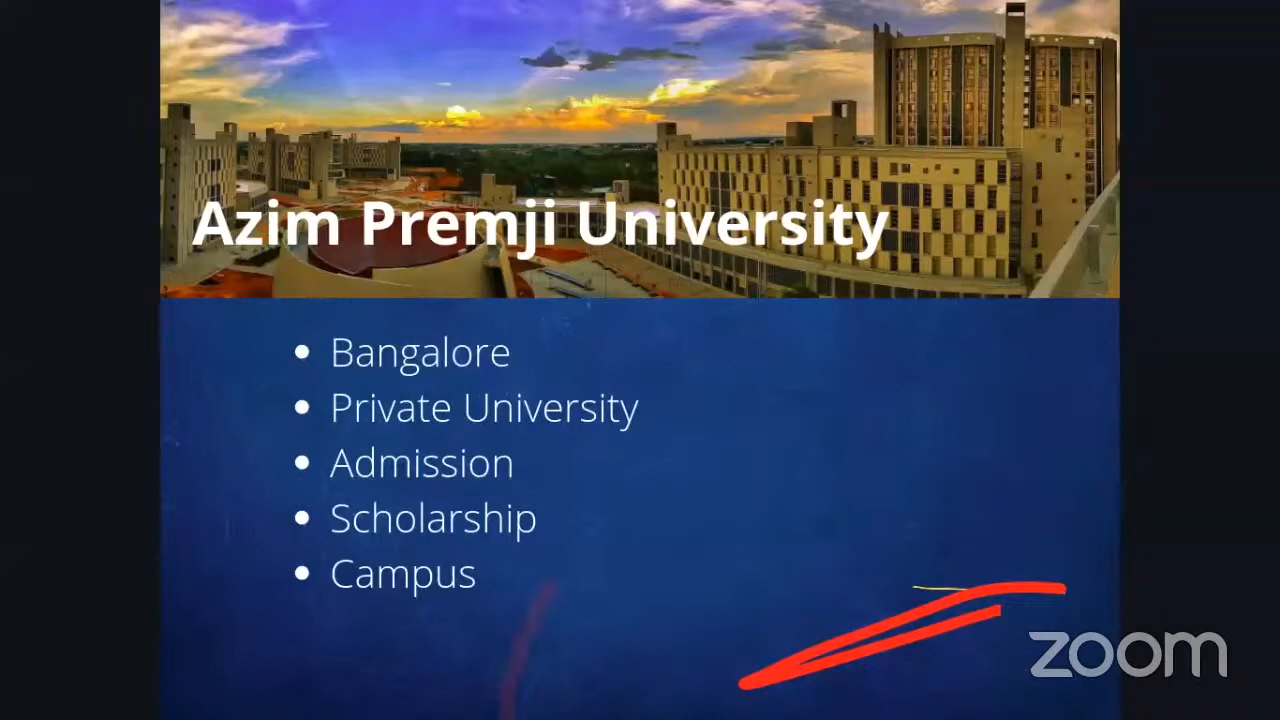 Azim Premji University
Bangalore
Private University
Admission
Scholarship
Campus
zoom